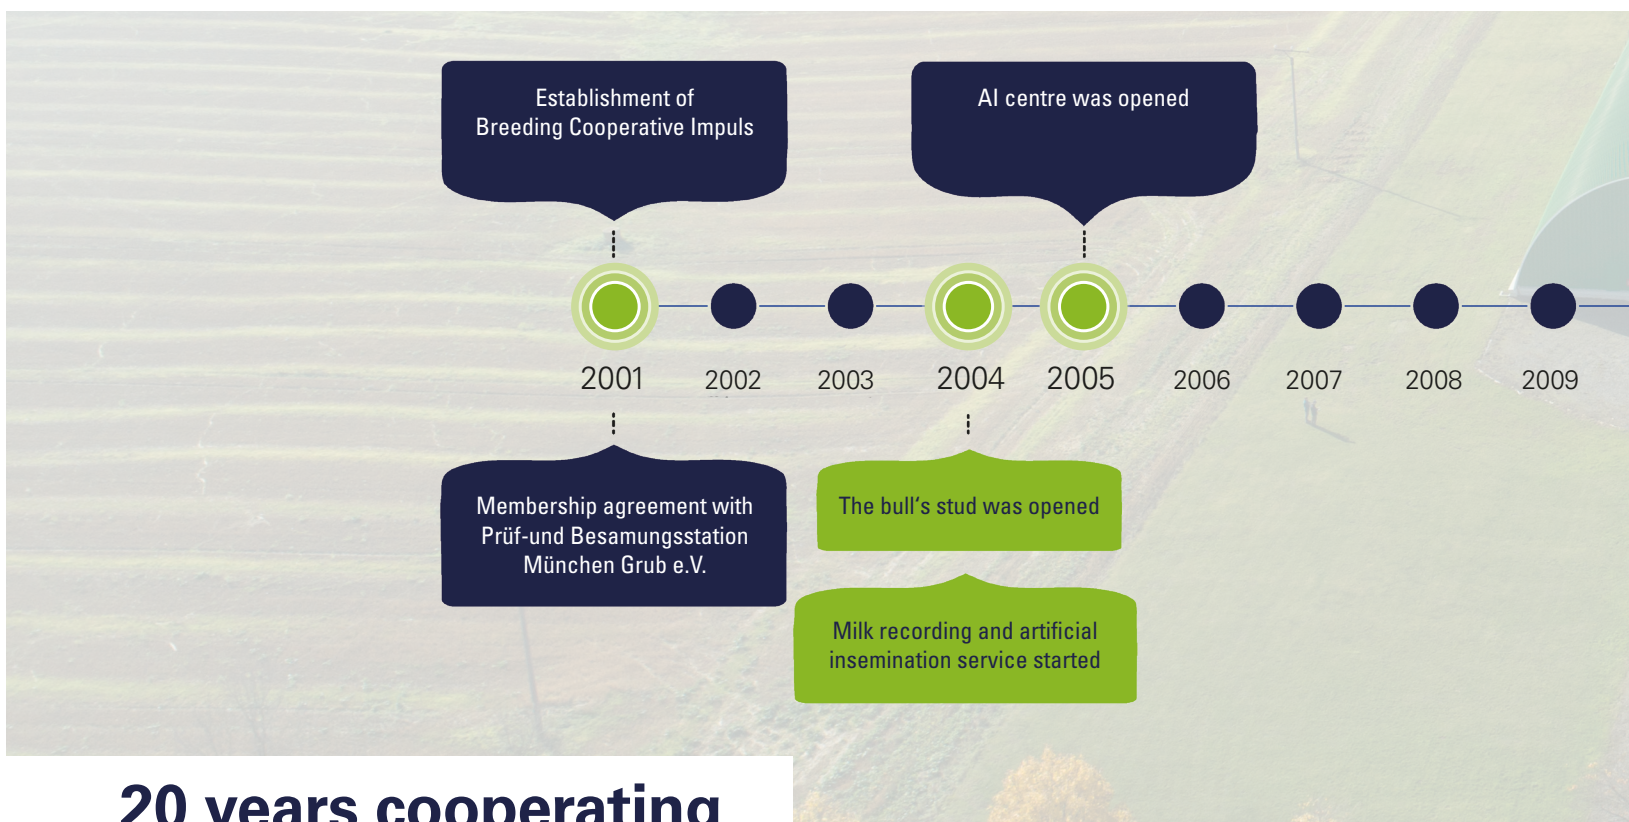 Establishment of
Breeding Cooperative Impuls
AI centre was opened
2001 2002 2003 2004 2005 2006 2007 2008 2009
Membership agreement with
Prüf-und Besamungsstation
München Grub e.V.
The bull‘s stud was opened
Milk recording and artificial
insemination service started
20 years cooperating